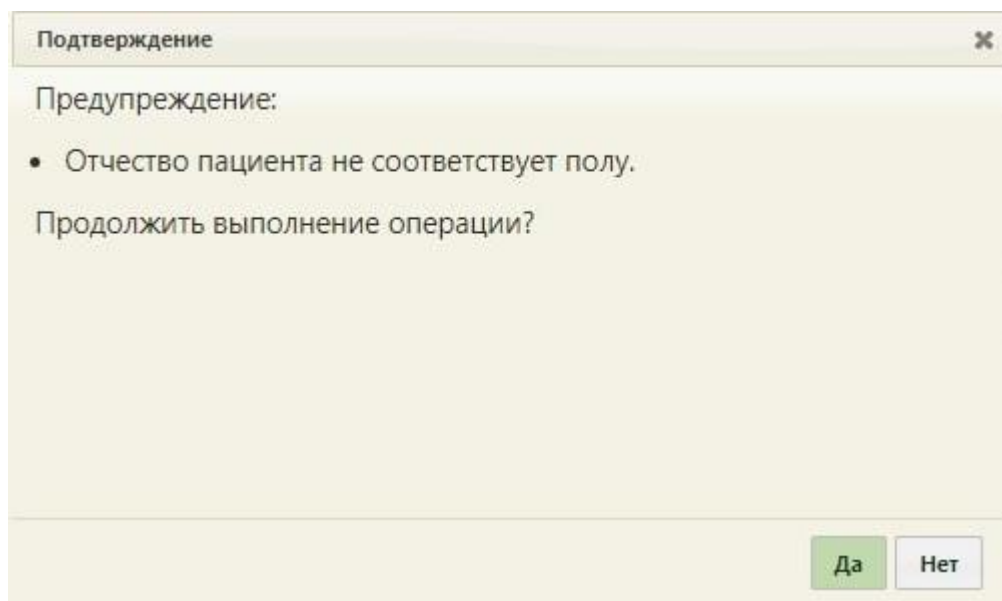 Подтверждение
Предупреждение:
• Отчество пациента не соответствует полу.
Продолжить выполнение операции?
Да Нет